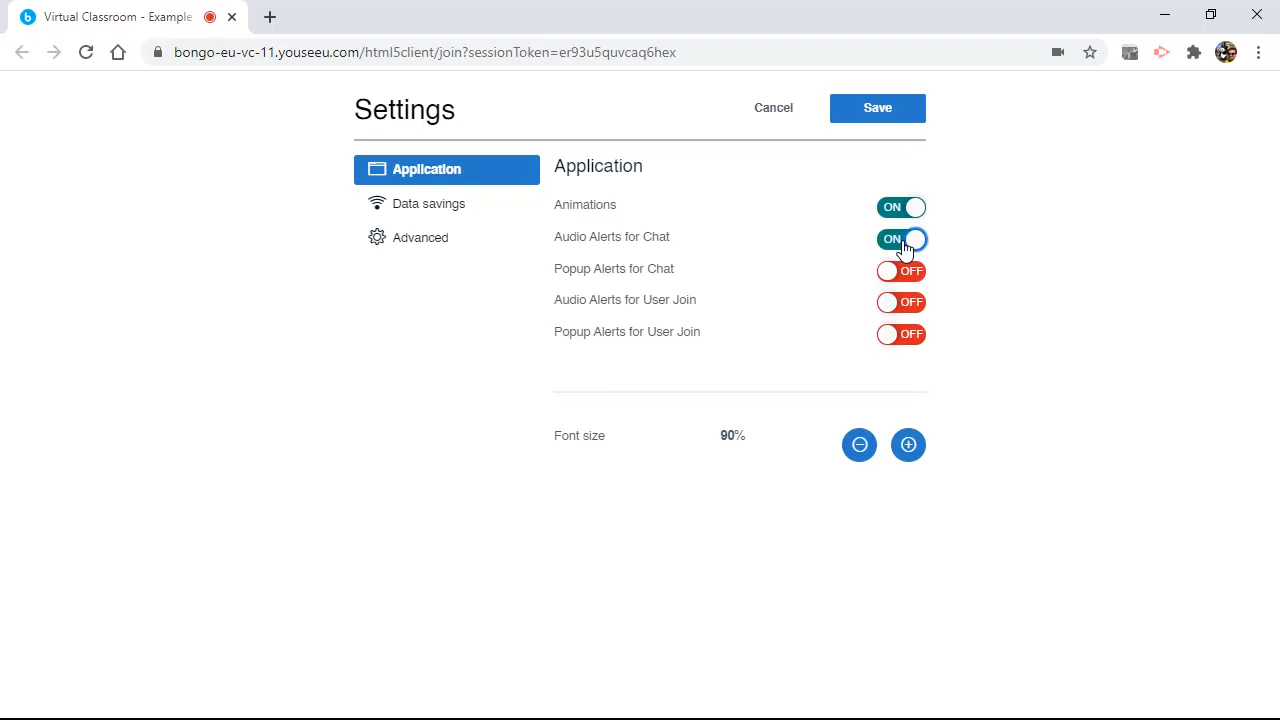 Virtual Classroom - Example
bongo-eu-vc-11.youseeu.com/html5client/join?sessionToken=er93u5quvcaq6hex
Settings
Cancel
Save
Application
Data savings
Advanced
Application
Animations ON
Audio Alerts for Chat ON
Popup Alerts for Chat OFF
Audio Alerts for User Join OFF
Popup Alerts for User Join OFF
Font size 90%